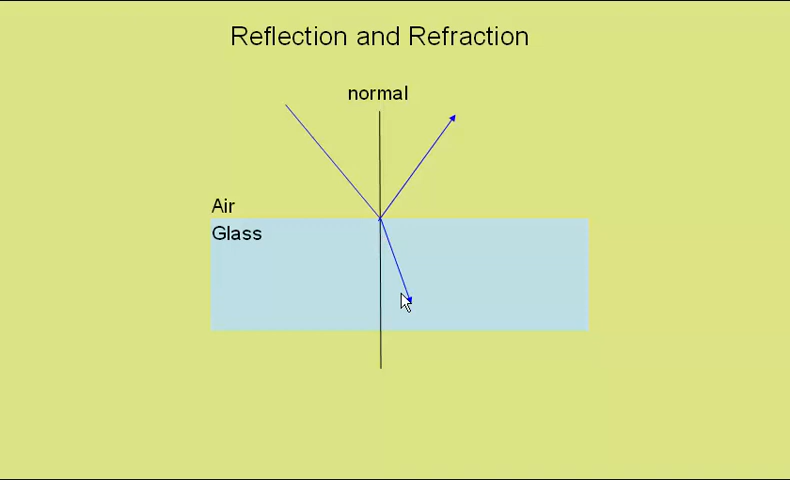 Reflection and Refraction
normal
Air
Glass